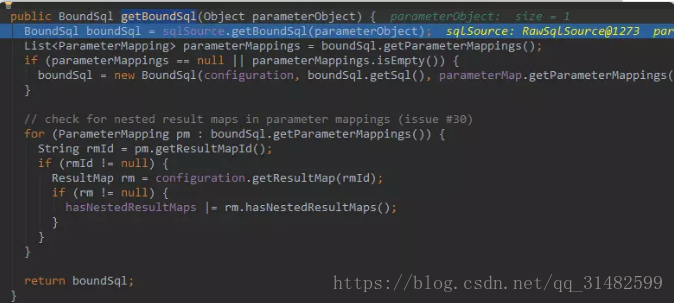 public BoundSql getBoundSql(Object parameterObject) {  parameterObject:  size = 1
  BoundSql boundSql = sqlSource.getBoundSql(parameterObject);  sqlSource: RawSqlSource@1273  par
  List<ParameterMapping> parameterMappings = boundSql.getParameterMappings();
  if (parameterMappings == null || parameterMappings.isEmpty()) {
    boundSql = new BoundSql(configuration, boundSql.getSql(), parameterMap.getParameterMappings(
  }

  // check for nested result maps in parameter mappings (issue #30)
  for (ParameterMapping pm : boundSql.getParameterMappings()) {
    String rmId = pm.getResultMapId();
    if (rmId != null) {
      ResultMap rm = configuration.getResultMap(rmId);
      if (rm != null) {
        hasNestedResultMaps |= rm.hasNestedResultMaps();
      }
    }
  }

  return boundSql;
https://blog.csdn.net/qq_31482599
}